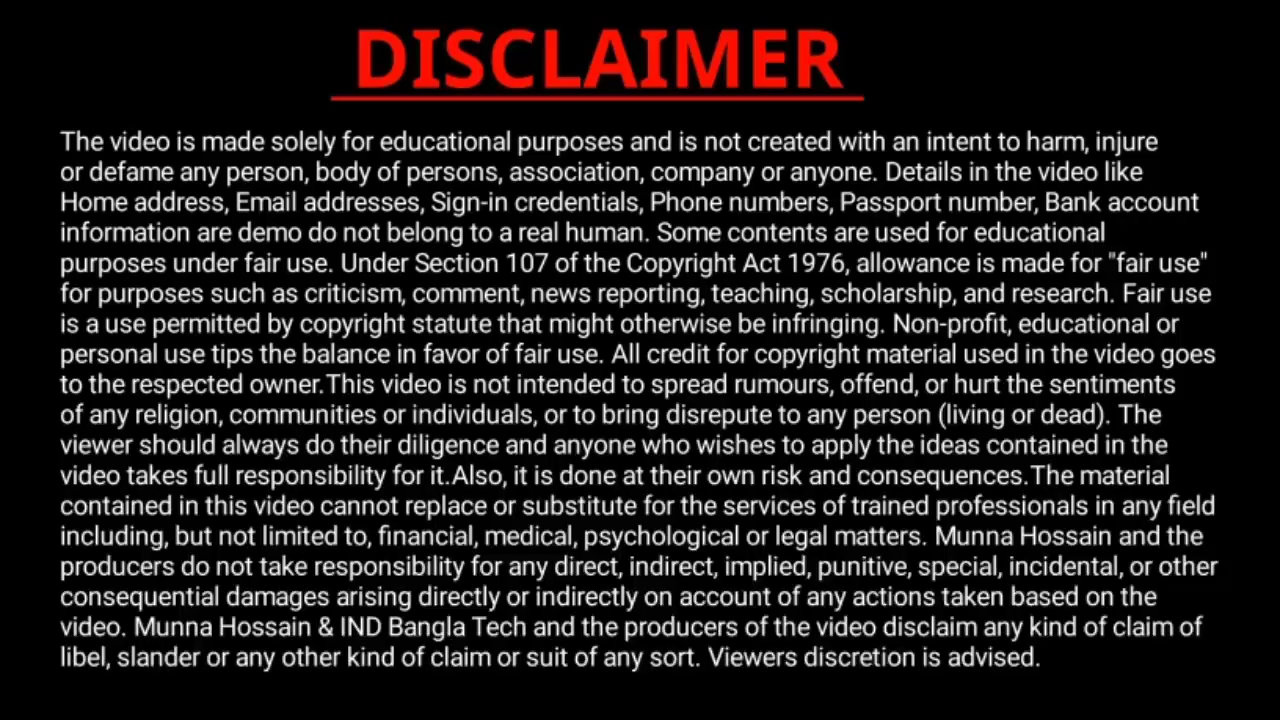 DISCLAIMER
The video is made solely for educational purposes and is not created with an intent to harm, injure
or defame any person, body of persons, association, company or anyone. Details in the video like
Home address, Email addresses, Sign-in credentials, Phone numbers, Passport number, Bank account
information are demo do not belong to a real human. Some contents are used for educational
purposes under fair use. Under Section 107 of the Copyright Act 1976, allowance is made for "fair use"
for purposes such as criticism, comment, news reporting, teaching, scholarship, and research. Fair use
is a use permitted by copyright statute that might otherwise be infringing. Non-profit, educational or
personal use tips the balance in favor of fair use. All credit for copyright material used in the video goes
to the respected owner.This video is not intended to spread rumours, offend, or hurt the sentiments
of any religion, communities or individuals, or to bring disrepute to any person (living or dead). The
viewer should always do their diligence and anyone who wishes to apply the ideas contained in the
video takes full responsibility for it.Also, it is done at their own risk and consequences.The material
contained in this video cannot replace or substitute for the services of trained professionals in any field
including, but not limited to, financial, medical, psychological or legal matters. Munna Hossain and the
producers do not take responsibility for any direct, indirect, implied, punitive, special, incidental, or other
consequential damages arising directly or indirectly on account of any actions taken based on the
video. Munna Hossain & IND Bangla Tech and the producers of the video disclaim any kind of claim of
libel, slander or any other kind of claim or suit of any sort. Viewers discretion is advised.